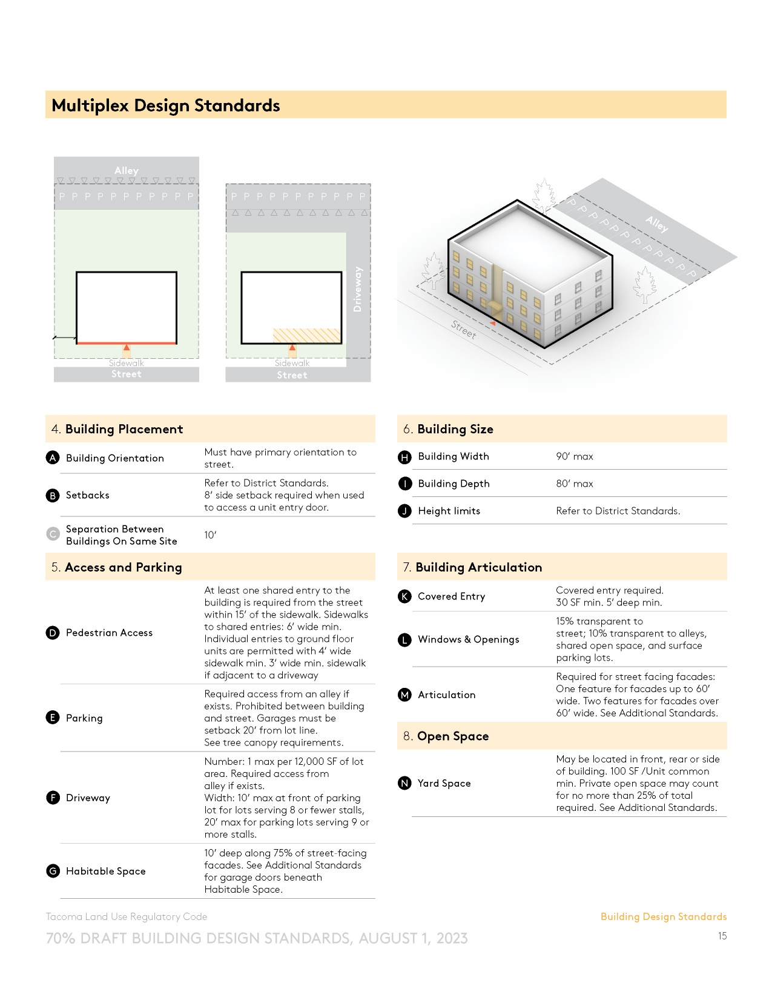 Multiplex Design Standards
Alley
P P P P P P P P P P P
Sidewalk
Street
P P P P P P P P P P P
Driveway
Sidewalk
Street
Alley
P P P P P P P P P P P
Street
4. Building Placement
A Building Orientation
Must have primary orientation to
street.
B Setbacks
Refer to District Standards.
8’ side setback required when used
to access a unit entry door.
C Separation Between
Buildings On Same Site
10’
5. Access and Parking
D Pedestrian Access
At least one shared entry to the
building is required from the street
within 15’ of the sidewalk. Sidewalks
to shared entries: 6’ wide min.
Individual entries to ground floor
units are permitted with 4’ wide
sidewalk min. 3’ wide min. sidewalk
if adjacent to a driveway
E Parking
Required access from an alley if
exists. Prohibited between building
and street. Garages must be
setback 20’ from lot line.
See tree canopy requirements.
F Driveway
Number: 1 max per 12,000 SF of lot
area. Required access from
alley if exists.
Width: 10’ max at front of parking
lot for lots serving 8 or fewer stalls,
20’ max for parking lots serving 9 or
more stalls.
G Habitable Space
10’ deep along 75% of street-facing
facades. See Additional Standards
for garage doors beneath
Habitable Space.
6. Building Size
H Building Width
90’ max
I Building Depth
80’ max
J Height limits
Refer to District Standards.
7. Building Articulation
K Covered Entry
Covered entry required.
30 SF min. 5’ deep min.
L Windows & Openings
15% transparent to
street; 10% transparent to alleys,
shared open space, and surface
parking lots.
M Articulation
Required for street facing facades:
One feature for facades up to 60’
wide. Two features for facades over
60’ wide. See Additional Standards.
8. Open Space
N Yard Space
May be located in front, rear or side
of building. 100 SF /Unit common
min. Private open space may count
for no more than 25% of total
required. See Additional Standards.
Tacoma Land Use Regulatory Code
Building Design Standards
70% DRAFT BUILDING DESIGN STANDARDS, AUGUST 1, 2023
15